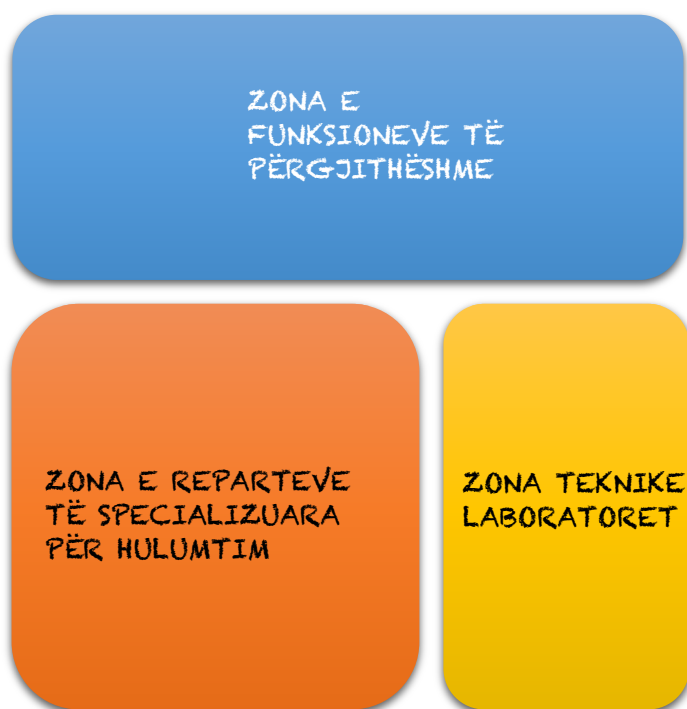 ZONA E
FUNKSIONEVE TË
PËRGJITHËSHME
ZONA E REPARTEVE
TË SPECIALIZUARA
PËR HULUMTIM
ZONA TEKNIKE
LABORATORET